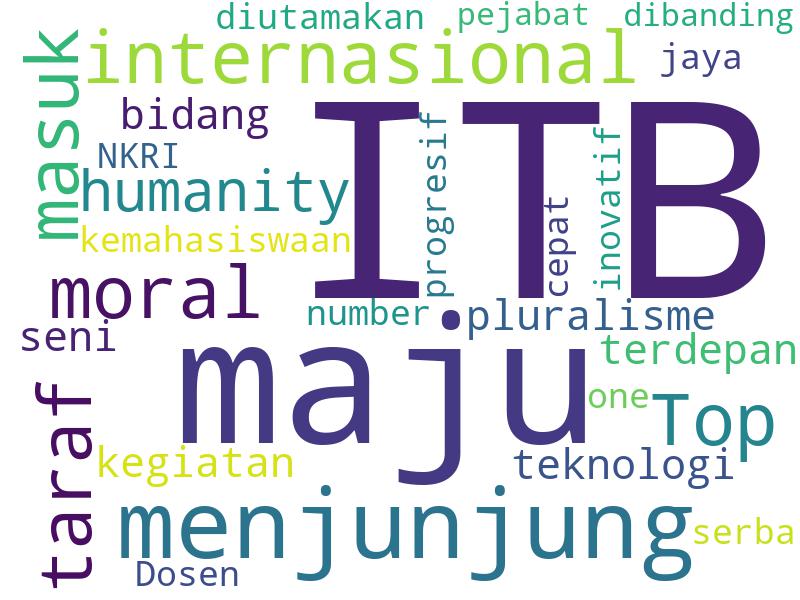 diutamakan pejabat dibanding
masuk
internasional
jaya
bidang
ITB
progresif
cepat
inovatif
NKRI
humanity
kemahasiswaan
moral
number
pluralisme
seni
maju
terdepan
one
Top
taraf
kegiatan
teknologi
menjunjung
serba
Dosen